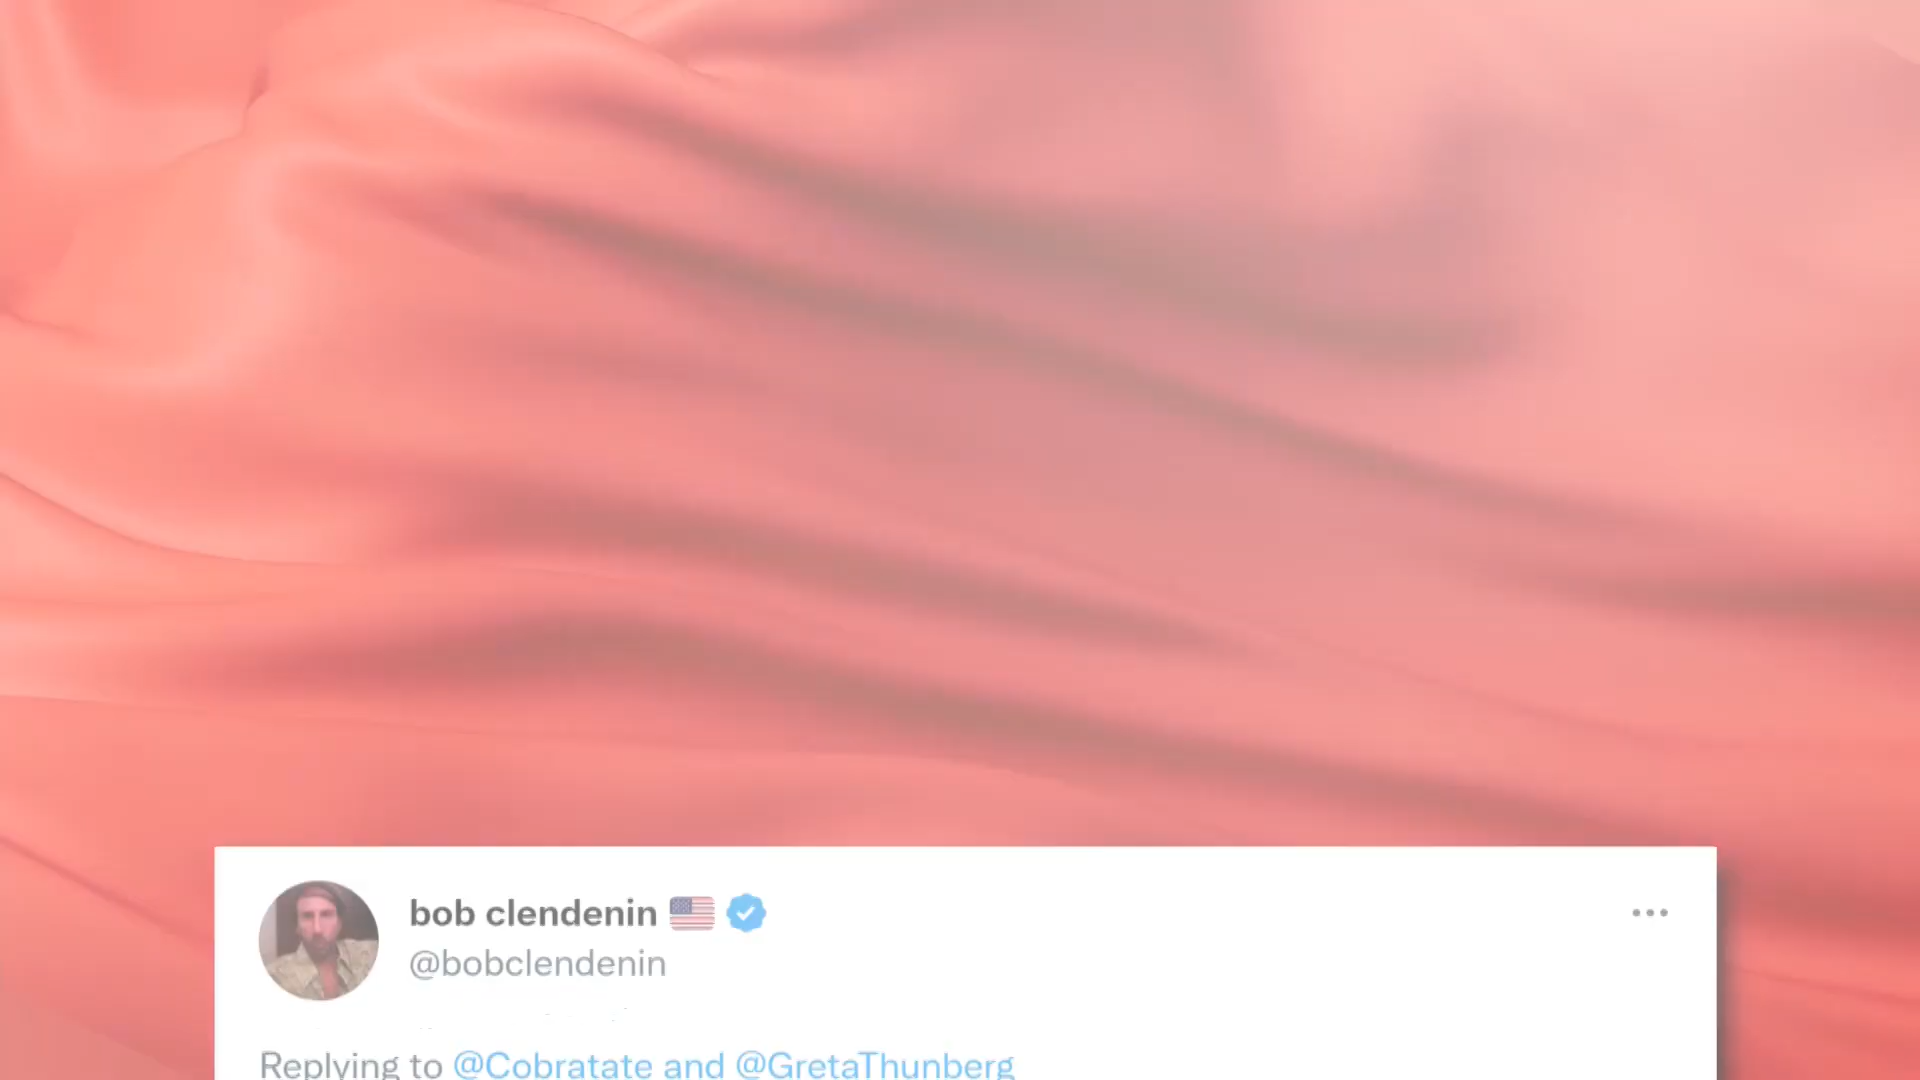 bob clendenin 🇺🇸
@bobclendenin
Replying to @Cobratate and @GretaThunberg